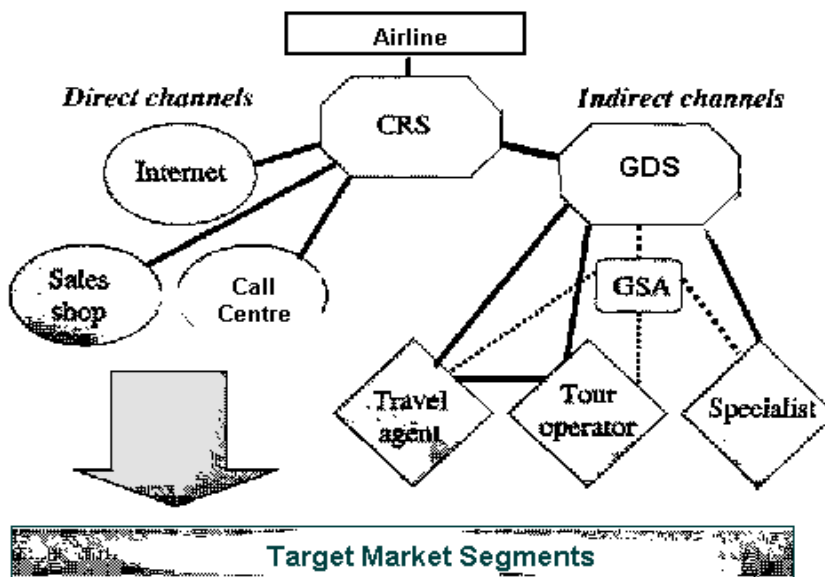 Airline
Direct channels
Indirect channels
CRS
Internet
GDS
Sales
shop
Call
Centre
GSA
Travel
agent
Tour
operator
Specialist
Target Market Segments